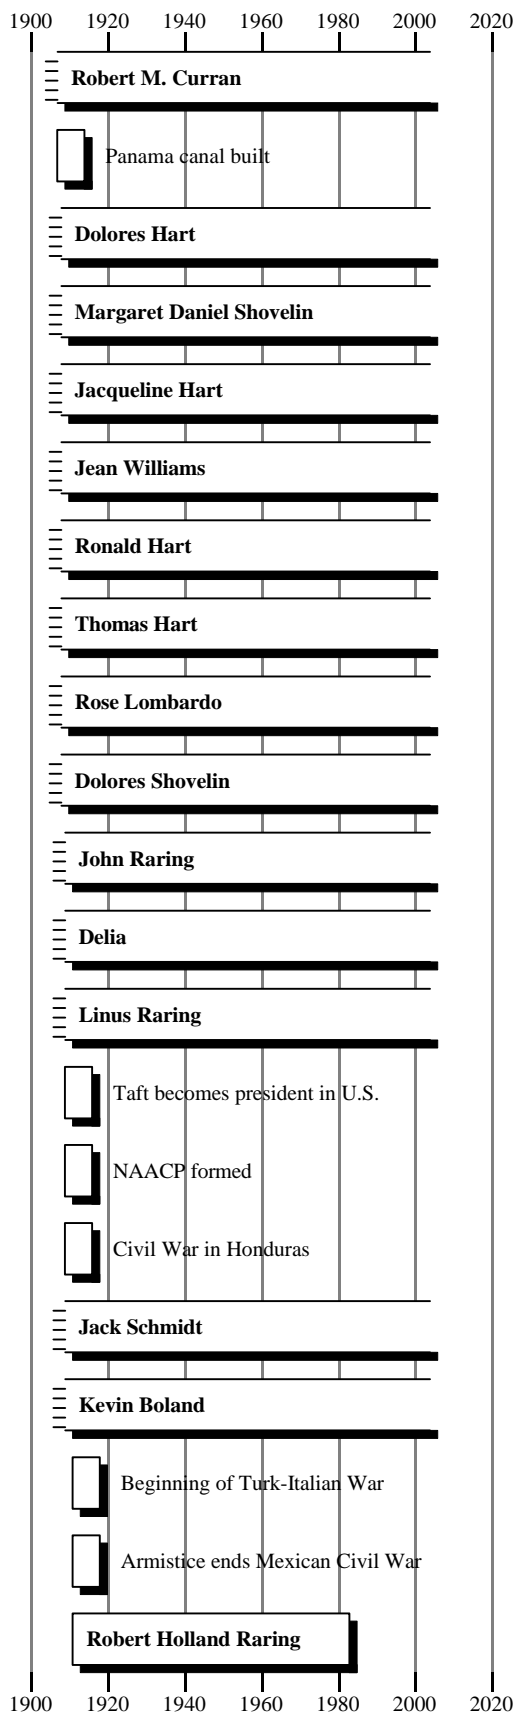 1900 1920 1940 1960 1980 2000 2020
Robert M. Curran
Panama canal built
Dolores Hart
Margaret Daniel Shovelin
Jacqueline Hart
Jean Williams
Ronald Hart
Thomas Hart
Rose Lombardo
Dolores Shovelin
John Raring
Delia
Linus Raring
Taft becomes president in U.S.
NAACP formed
Civil War in Honduras
Jack Schmidt
Kevin Boland
Beginning of Turk-Italian War
Armistice ends Mexican Civil War
Robert Holland Raring
1900 1920 1940 1960 1980 2000 2020